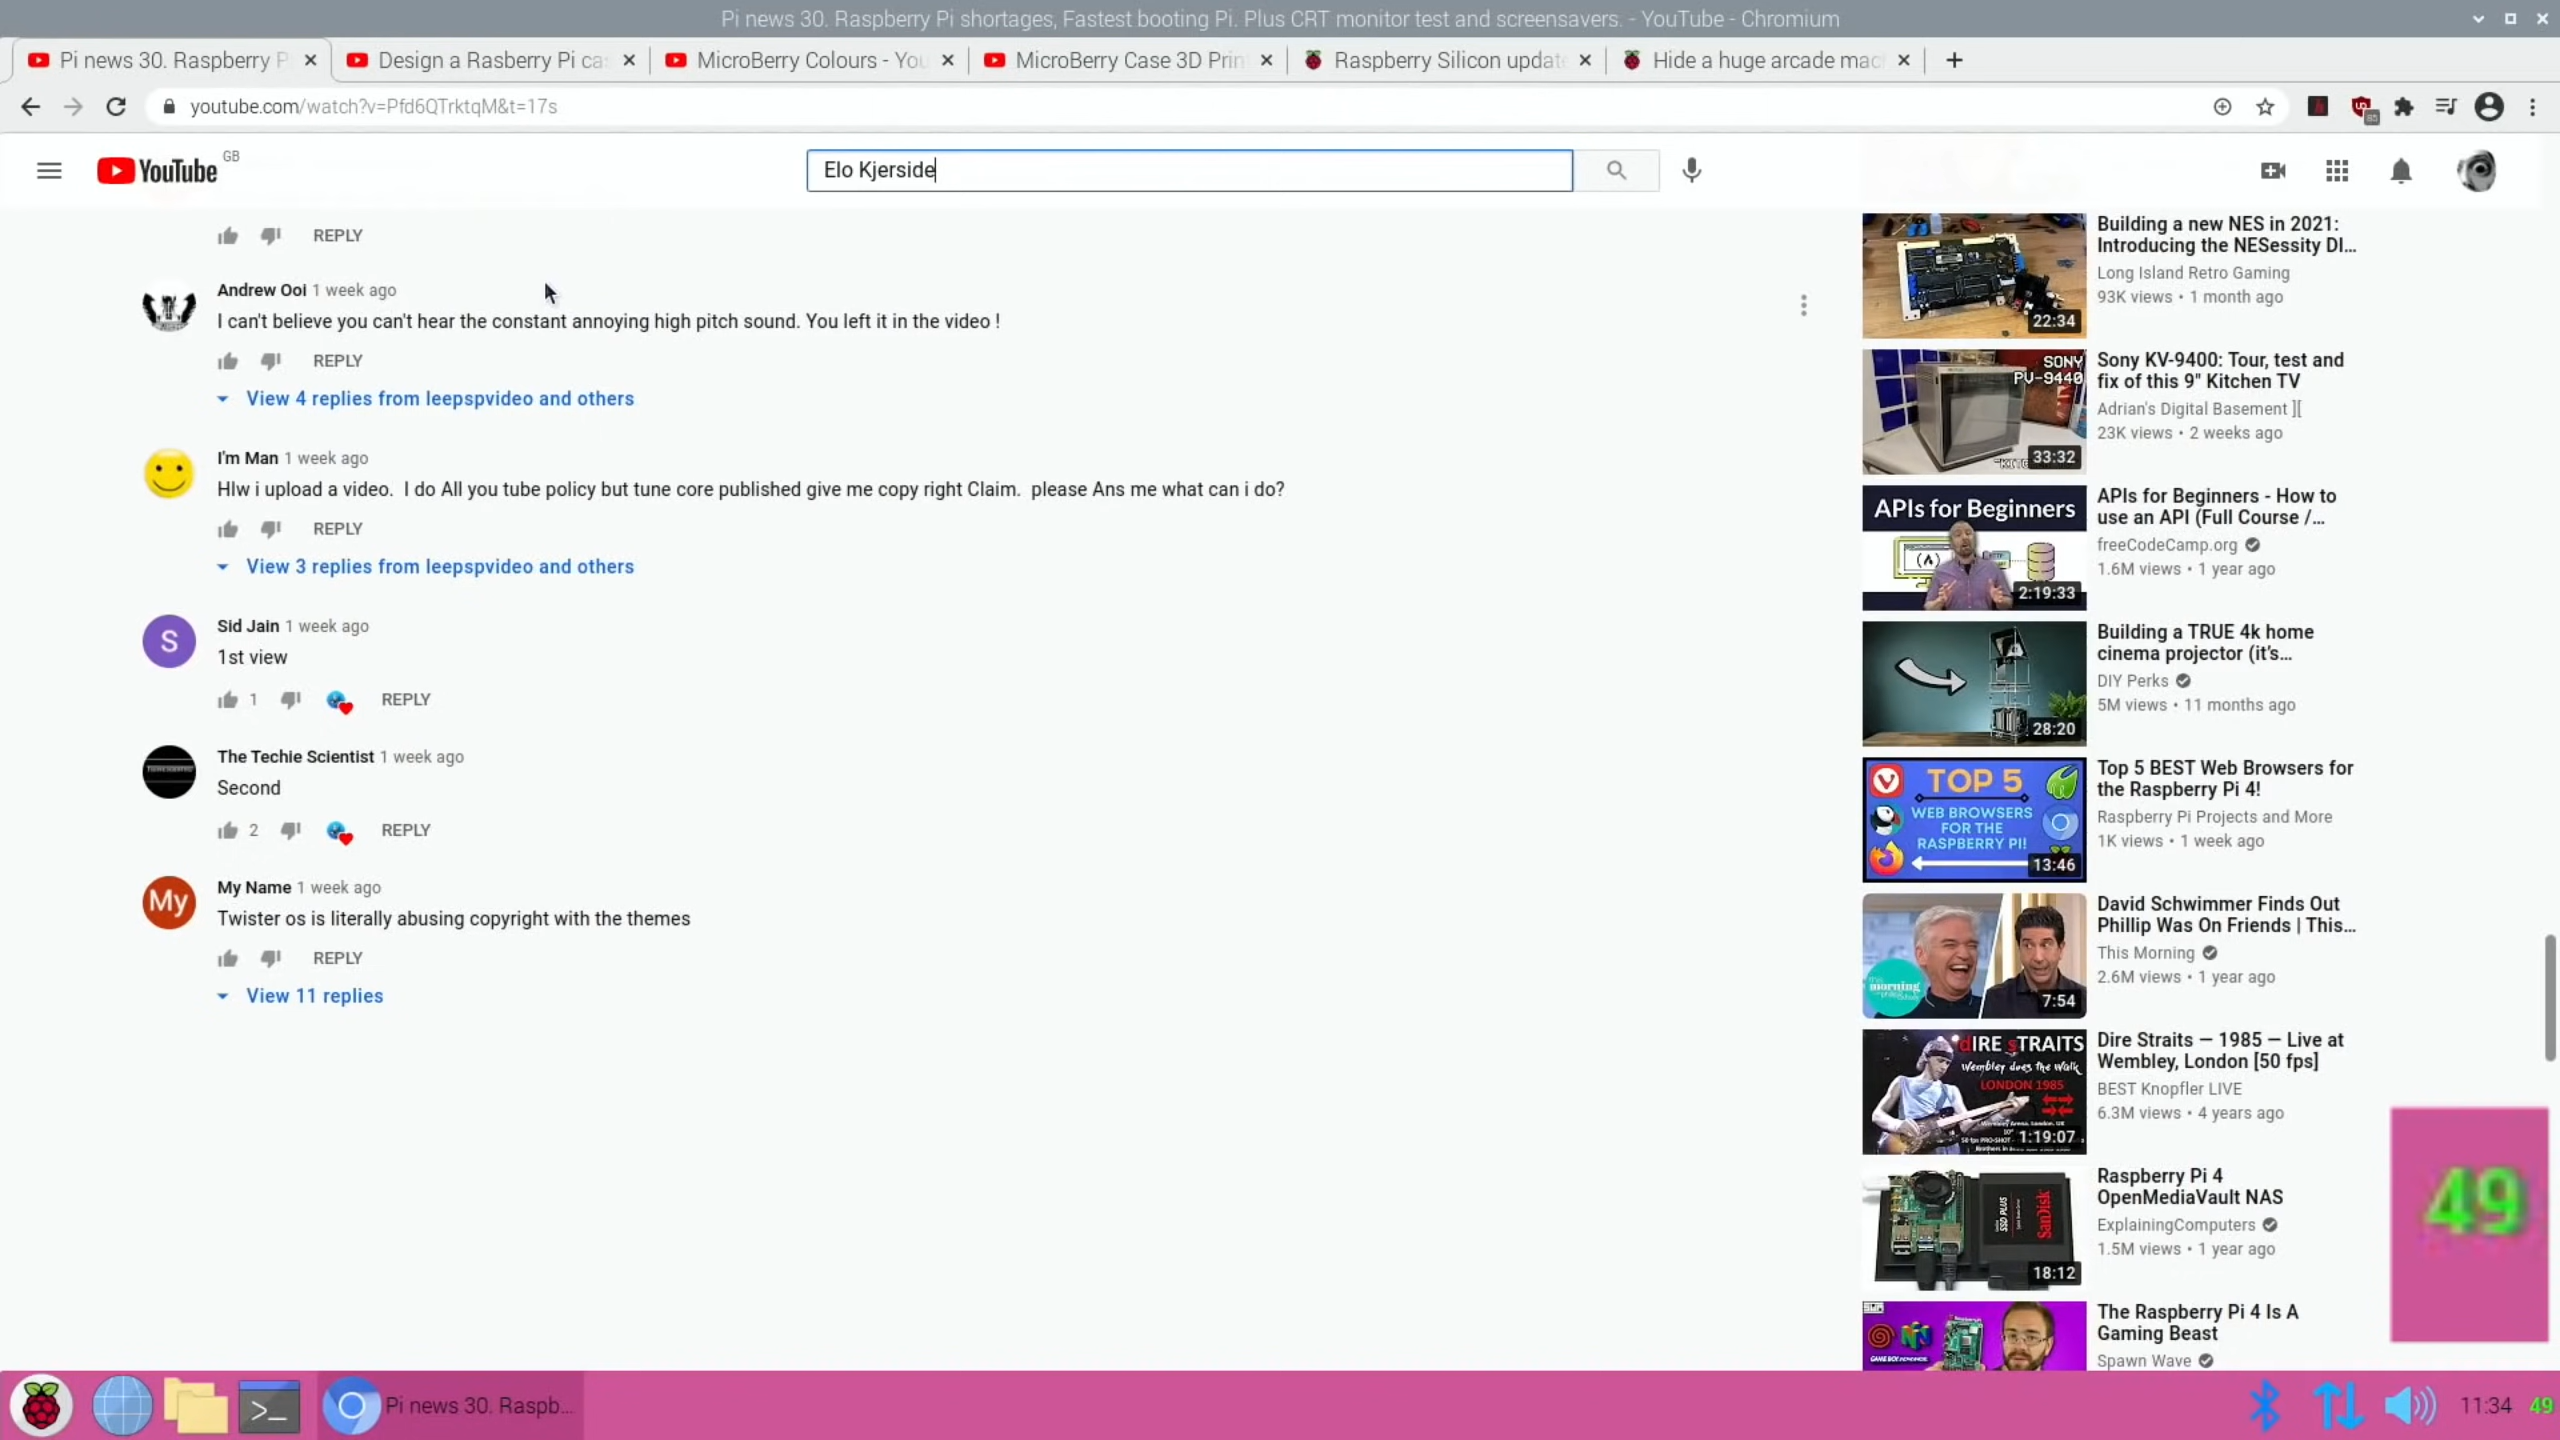 Pi news 30. Raspberry Pi shortages, Fastest booting Pi. Plus CRT monitor test and screensavers. - YouTube - Chromium
Pi news 30. Raspberry P
Design a Rasberry Pi ca
MicroBerry Colours - You
MicroBerry Case 3D Prin
Raspberry Silicon updat
Hide a huge arcade mac
youtube.com/watch?v=Pfd6QTrktqM&t=17s
85
YouTube GB
Elo Kjerside
REPLY
Andrew Ooi 1 week ago
I can't believe you can't hear the constant annoying high pitch sound. You left it in the video !
REPLY
View 4 replies from leepspvideo and others
I'm Man 1 week ago
Hlw i upload a video. I do All you tube policy but tune core published give me copy right Claim. please Ans me what can i do?
REPLY
View 3 replies from leepspvideo and others
S
Sid Jain 1 week ago
1st view
1 REPLY
The Techie Scientist 1 week ago
Second
2 REPLY
My
My Name 1 week ago
Twister os is literally abusing copyright with the themes
REPLY
View 11 replies
22:34
Building a new NES in 2021:
Introducing the NESessity DI...
Long Island Retro Gaming
93K views • 1 month ago
SONY
PV-9440
33:32
Sony KV-9400: Tour, test and
fix of this 9" Kitchen TV
Adrian's Digital Basement ][
23K views • 2 weeks ago
APIs for Beginners
2:19:33
APIs for Beginners - How to
use an API (Full Course /...
freeCodeCamp.org
1.6M views • 1 year ago
28:20
Building a TRUE 4k home
cinema projector (it's...
DIY Perks
5M views • 11 months ago
TOP 5
WEB BROWSERS
FOR THE
RASPBERRY PI!
13:46
Top 5 BEST Web Browsers for
the Raspberry Pi 4!
Raspberry Pi Projects and More
1K views • 1 week ago
morning
7:54
David Schwimmer Finds Out
Phillip Was On Friends | This...
This Morning
2.6M views • 1 year ago
dIRE sTRAITS
Wembley does the Walk
LONDON 1985
1:19:07
Dire Straits — 1985 — Live at
Wembley, London [50 fps]
BEST Knopfler LIVE
6.3M views • 4 years ago
SSD PLUS
SanDisk
18:12
Raspberry Pi 4
OpenMediaVault NAS
ExplainingComputers
1.5M views • 1 year ago
The Raspberry Pi 4 Is A
Gaming Beast
Spawn Wave
49
Pi news 30. Raspb...
11:34 49